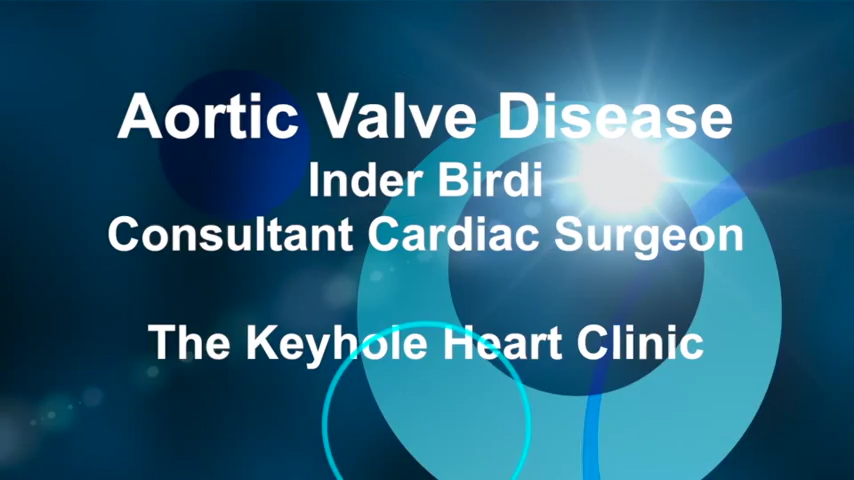 Aortic Valve Disease
Inder Birdi
Consultant Cardiac Surgeon
The Keyhole Heart Clinic